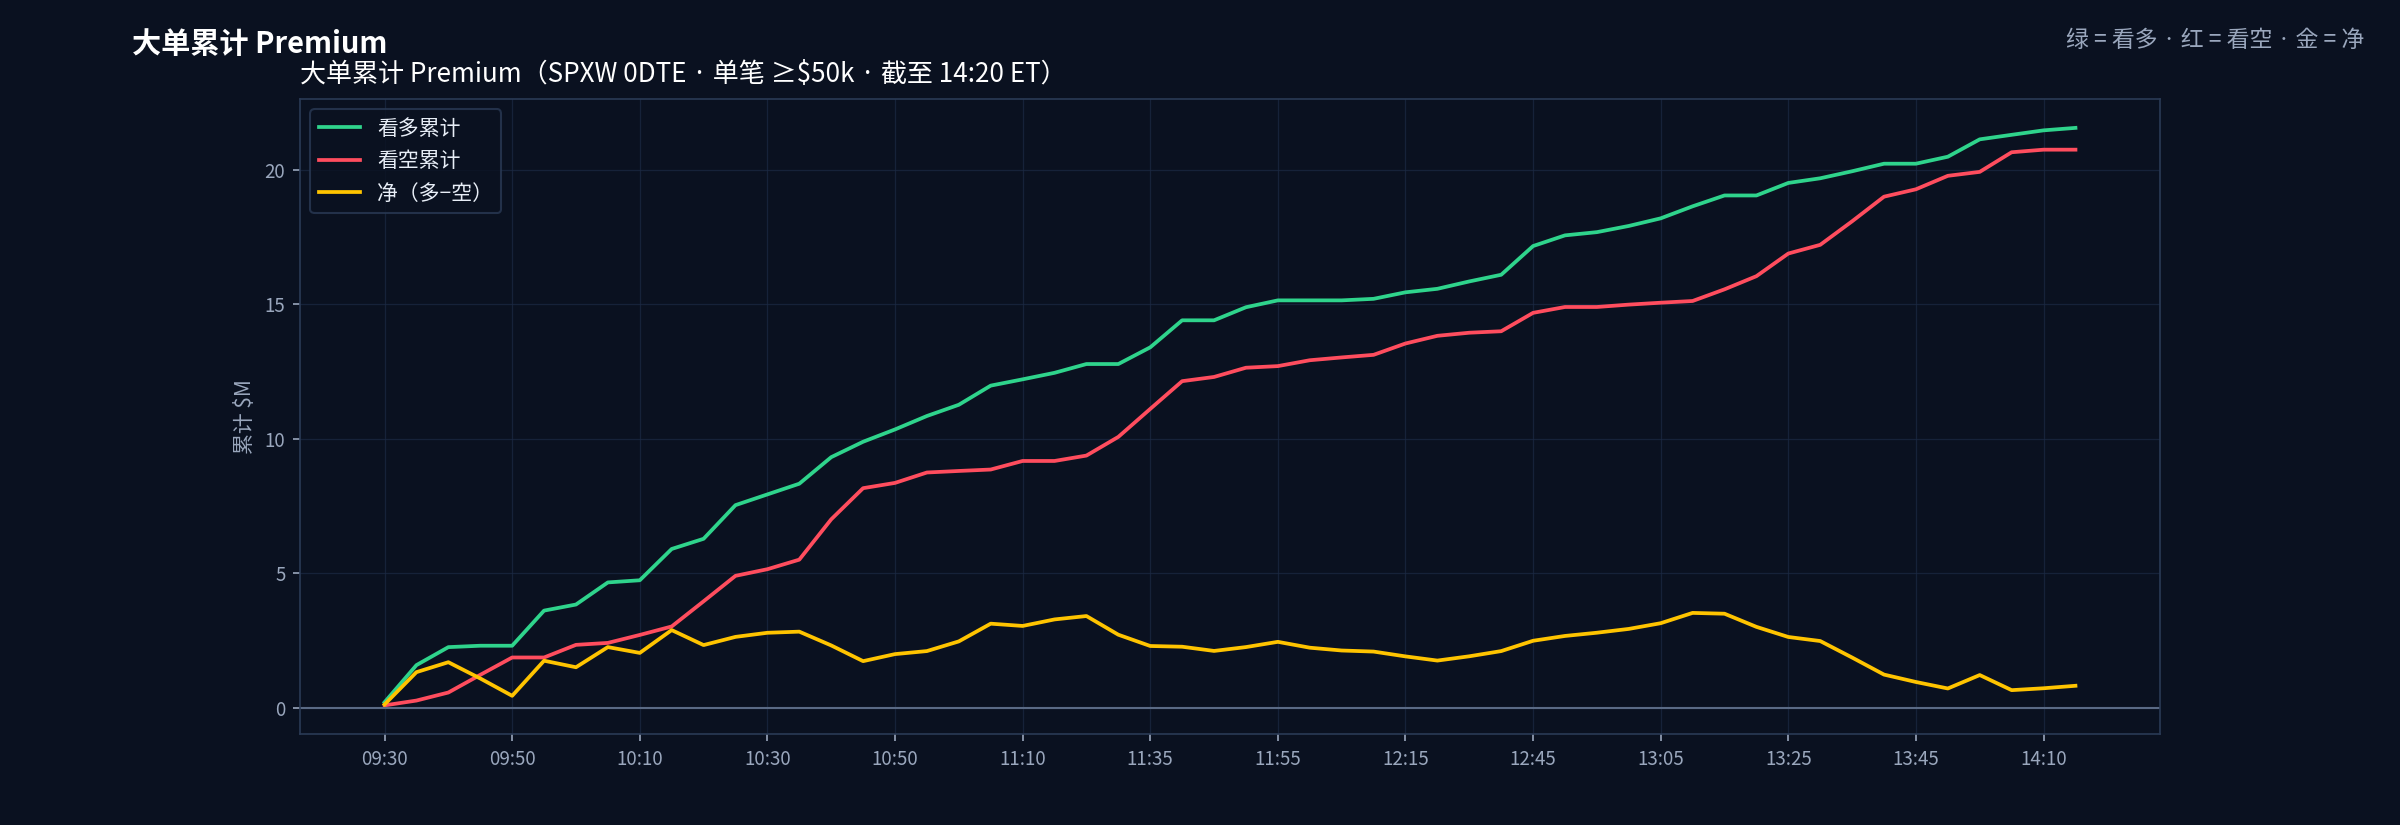 大单累计 Premium
绿 = 看多 · 红 = 看空 · 金 = 净
大单累计 Premium（SPXW 0DTE · 单笔 ≥$50k · 截至 14:20 ET）
看多累计
看空累计
净（多−空）
累计 $M
20
15
10
5
0
09:30 09:50 10:10 10:30 10:50 11:10 11:35 11:55 12:15 12:45 13:05 13:25 13:45 14:10